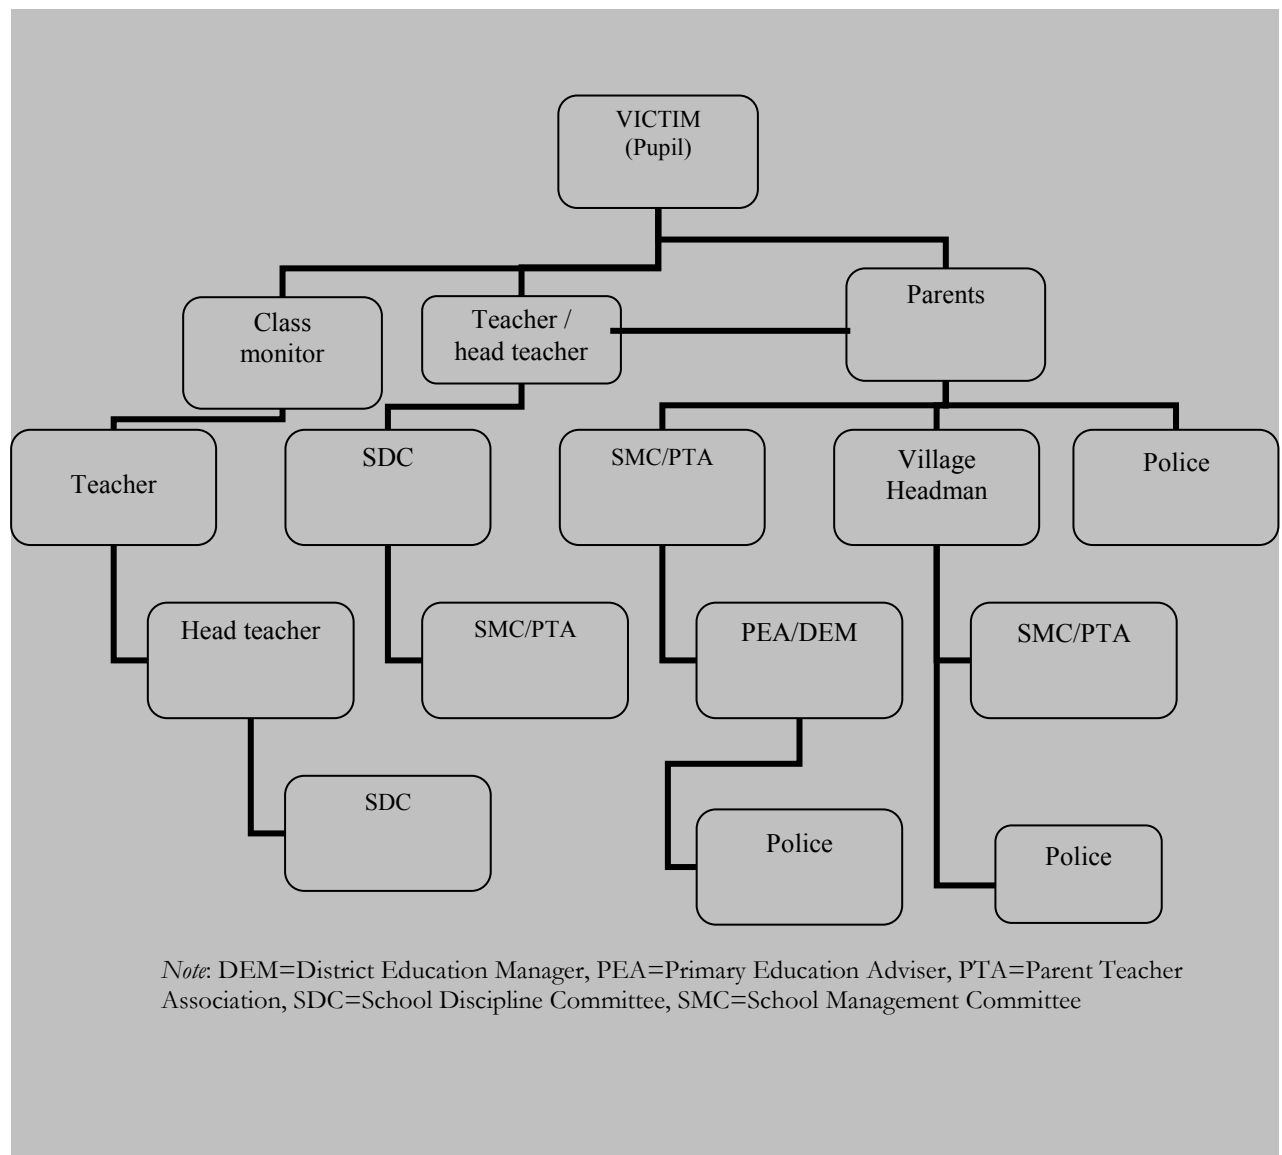 VICTIM
(Pupil)
Class
monitor
Teacher /
head teacher
Parents
Teacher
SDC
SMC/PTA
Village
Headman
Police
Head teacher
SMC/PTA
PEA/DEM
SMC/PTA
SDC
Police
Police
Note: DEM=District Education Manager, PEA=Primary Education Adviser, PTA=Parent Teacher
Association, SDC=School Discipline Committee, SMC=School Management Committee